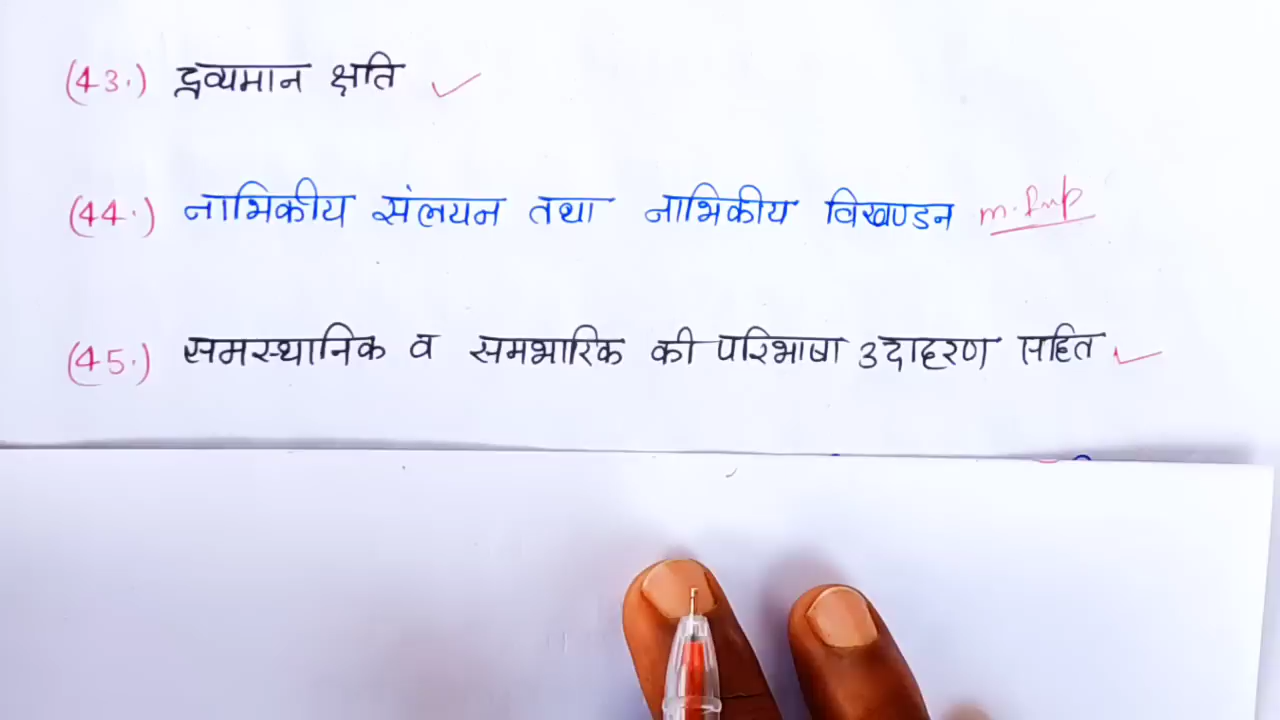 (43.) द्रव्यमान क्षति
(44.) नाभिकीय संलयन तथा नाभिकीय विखण्डन m.Imp
(45.) समस्थानिक व समभारिक की परिभाषा उदाहरण सहित